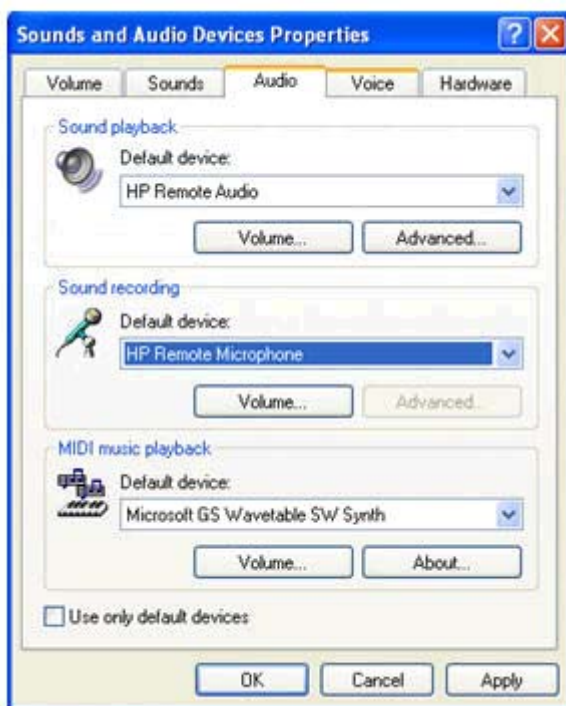 Sounds and Audio Devices Properties
Volume Sounds Audio Voice Hardware
Sound playback
Default device:
HP Remote Audio
Volume... Advanced...
Sound recording
Default device:
HP Remote Microphone
Volume... Advanced...
MIDI music playback
Default device:
Microsoft GS Wavetable SW Synth
Volume... About...
Use only default devices
OK Cancel Apply